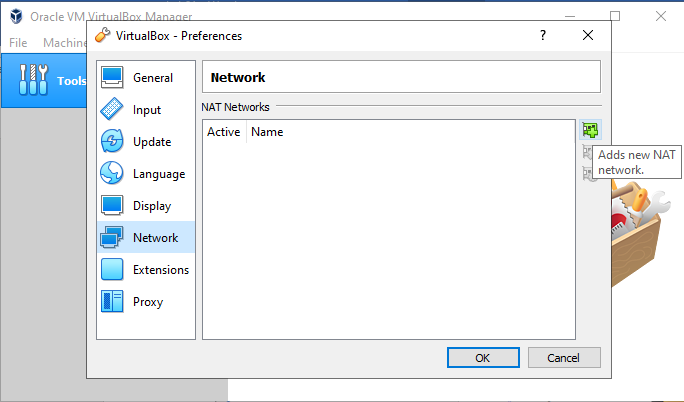 Oracle VM VirtualBox Manager
File Machine
Tools
VirtualBox - Preferences
?
General
Input
Update
Language
Display
Network
Extensions
Proxy
Network
NAT Networks
Active Name
Adds new NAT
network.
OK
Cancel